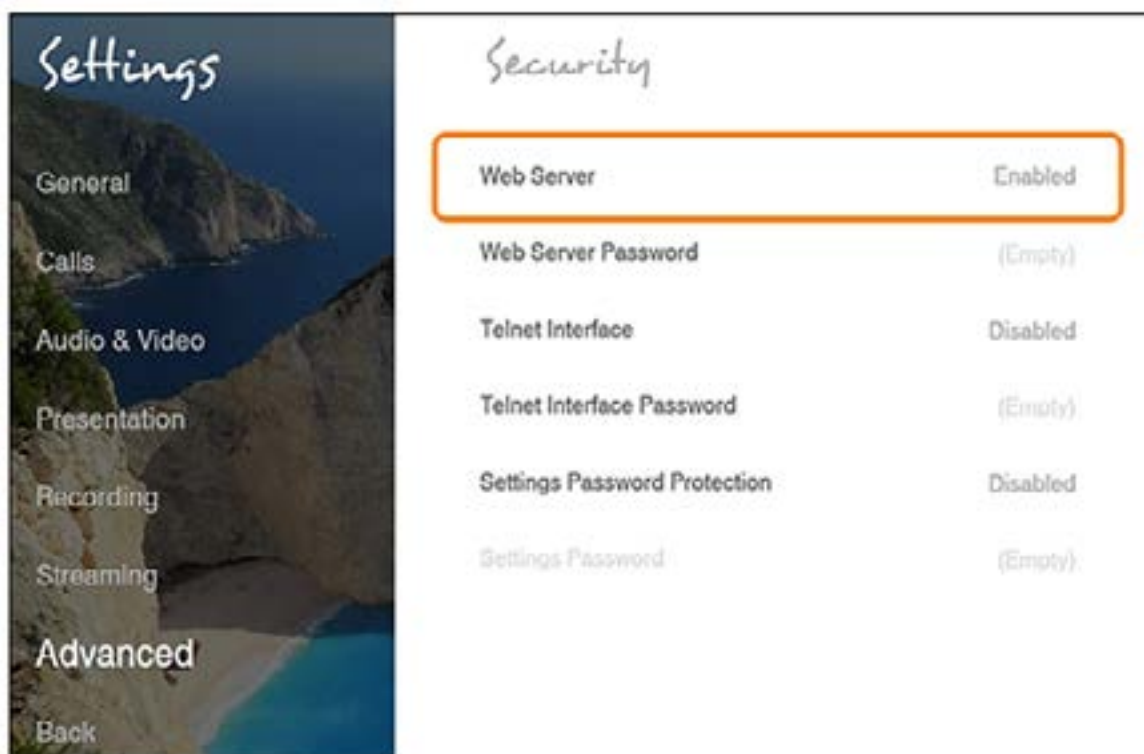 Settings
General
Calls
Audio & Video
Presentation
Recording
Streaming
Advanced
Back
Security
Web Server Enabled
Web Server Password (Empty)
Telnet Interface Disabled
Telnet Interface Password (Empty)
Settings Password Protection Disabled
Settings Password (Empty)